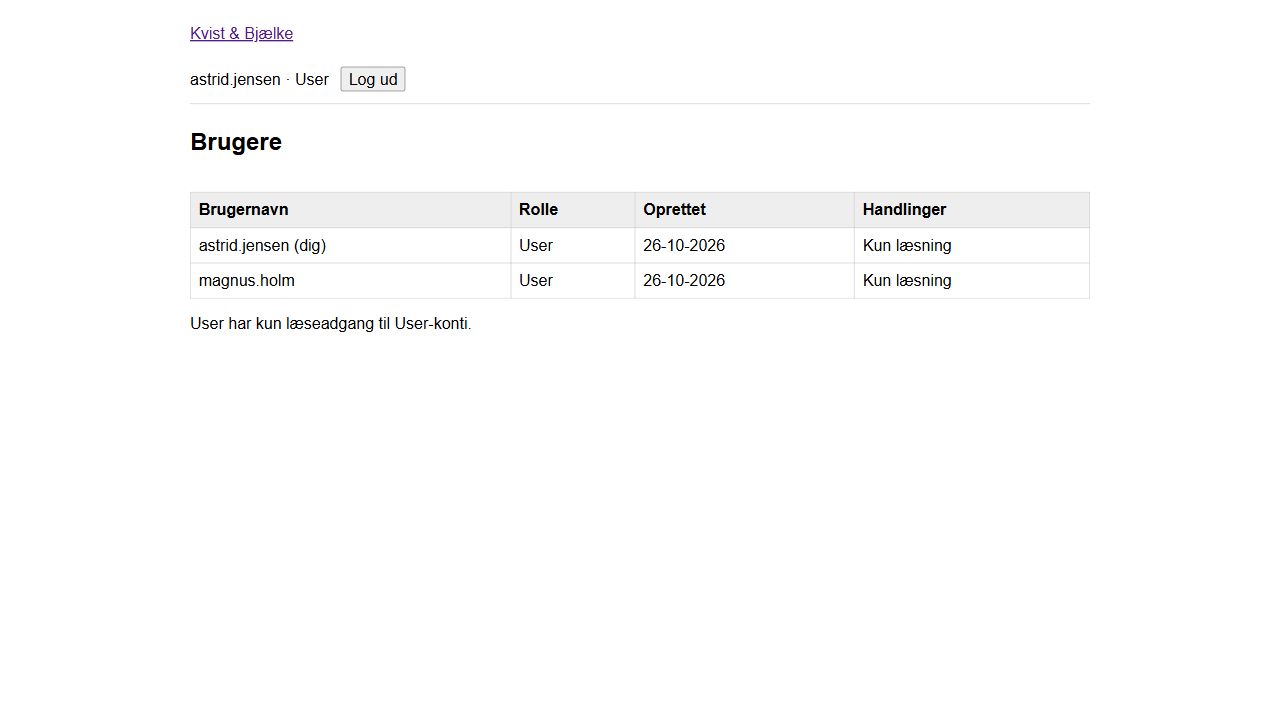 Kvist & Bjælke
astrid.jensen · User Log ud
Brugere
Brugernavn Rolle Oprettet Handlinger
astrid.jensen (dig) User 26-10-2026 Kun læsning
magnus.holm User 26-10-2026 Kun læsning
User har kun læseadgang til User-konti.